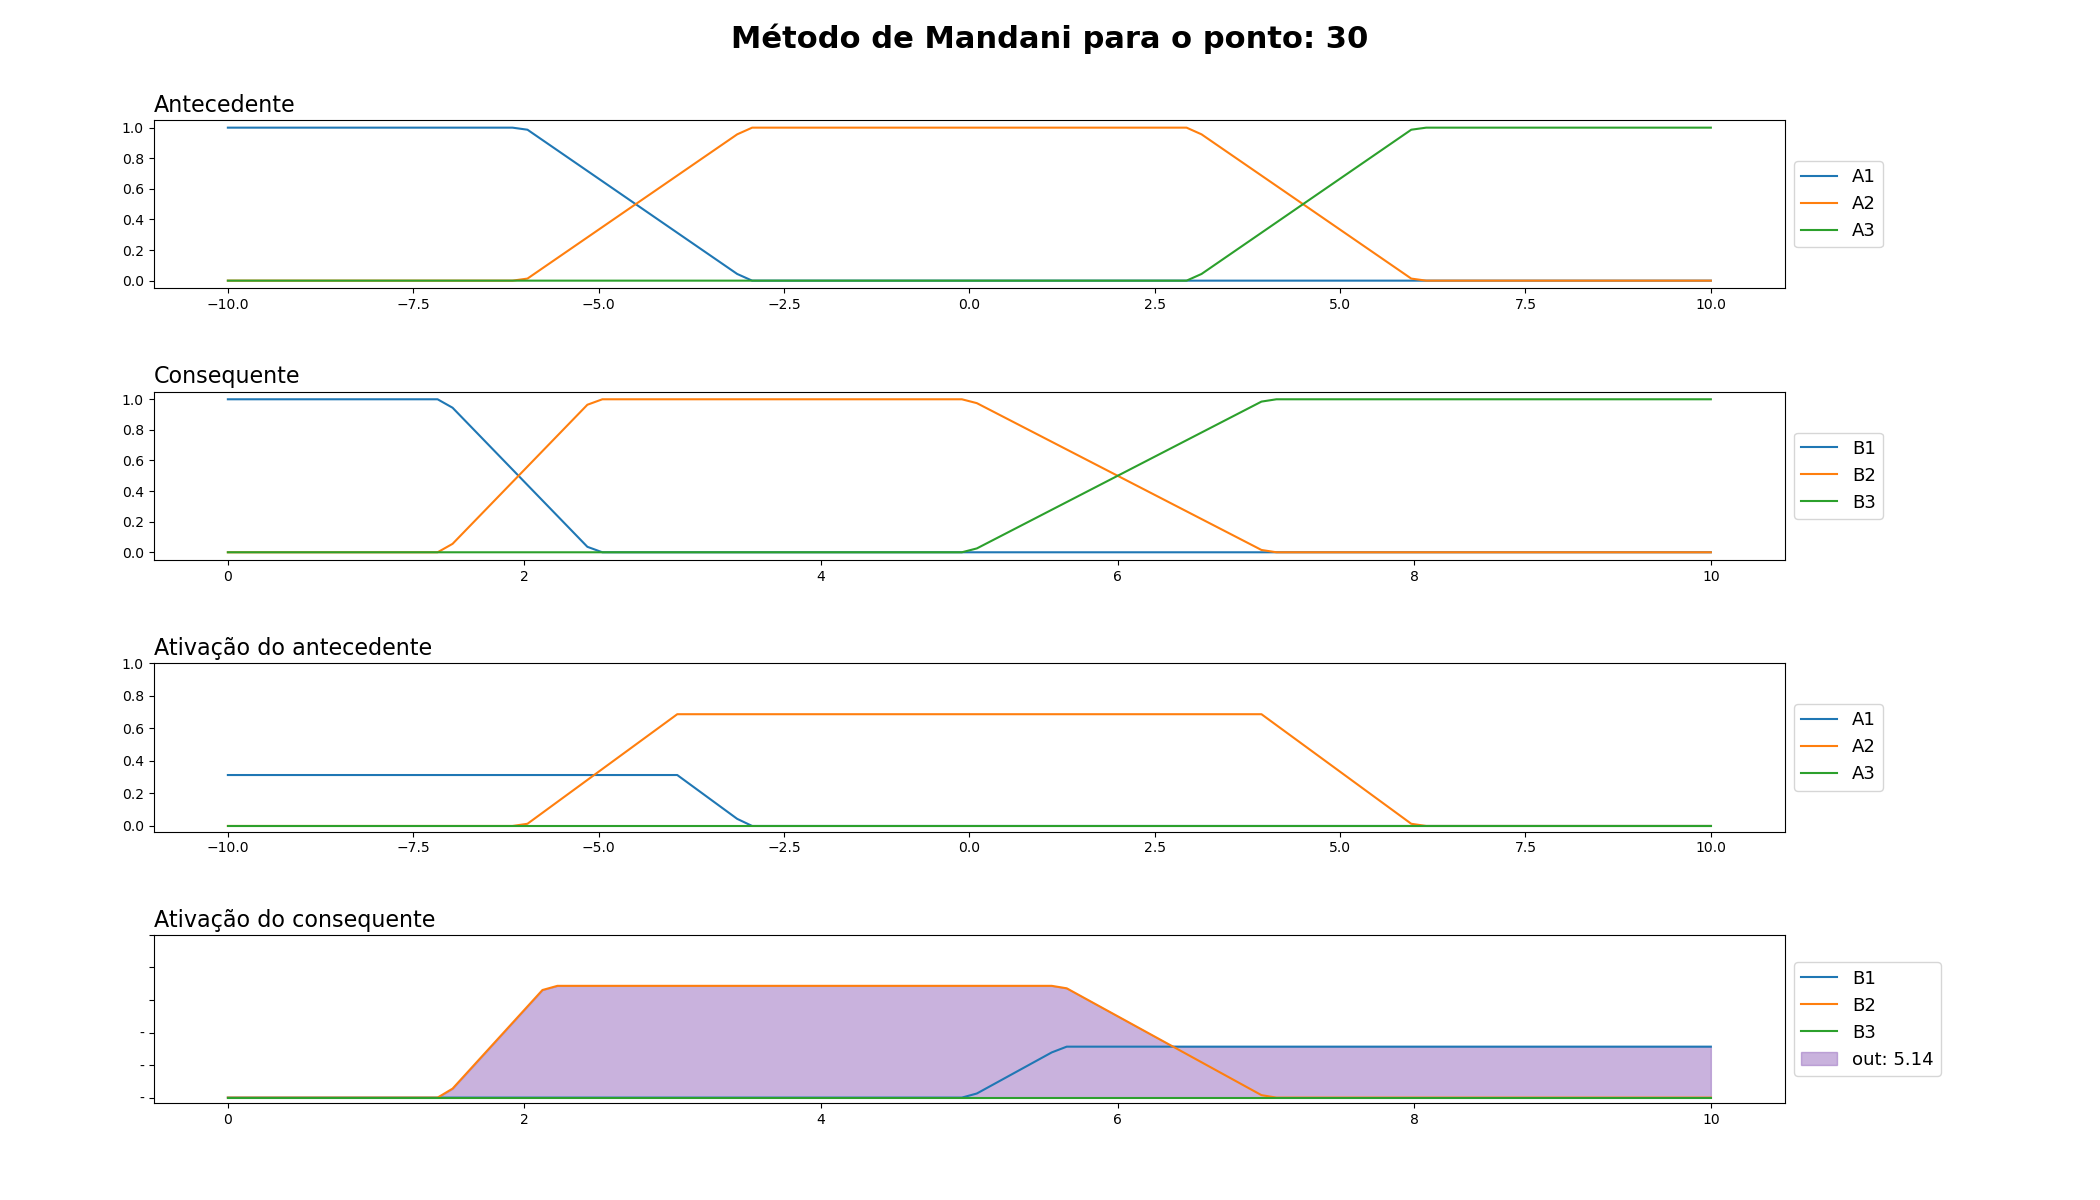 Método de Mandani para o ponto: 30
Antecedente
1.0
0.8
0.6
0.4
0.2
0.0
−10.0 −7.5 −5.0 −2.5 0.0 2.5 5.0 7.5 10.0
A1
A2
A3
Consequente
1.0
0.8
0.6
0.4
0.2
0.0
0 2 4 6 8 10
B1
B2
B3
Ativação do antecedente
1.0
0.8
0.6
0.4
0.2
0.0
−10.0 −7.5 −5.0 −2.5 0.0 2.5 5.0 7.5 10.0
A1
A2
A3
Ativação do consequente
-
-
-
0 2 4 6 8 10
B1
B2
B3
out: 5.14